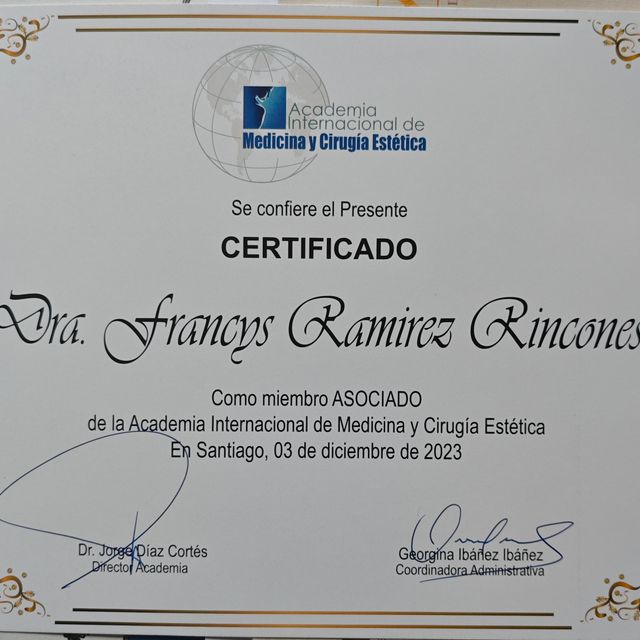 Academia
Internacional de
Medicina y Cirugía Estética
Se confiere el Presente
CERTIFICADO
Dra. Francys Ramirez Rincones
Como miembro ASOCIADO
de la Academia Internacional de Medicina y Cirugía Estética
En Santiago, 03 de diciembre de 2023
Dr. Jorge Díaz Cortés
Director Academia
Georgina Ibáñez Ibáñez
Coordinadora Administrativa